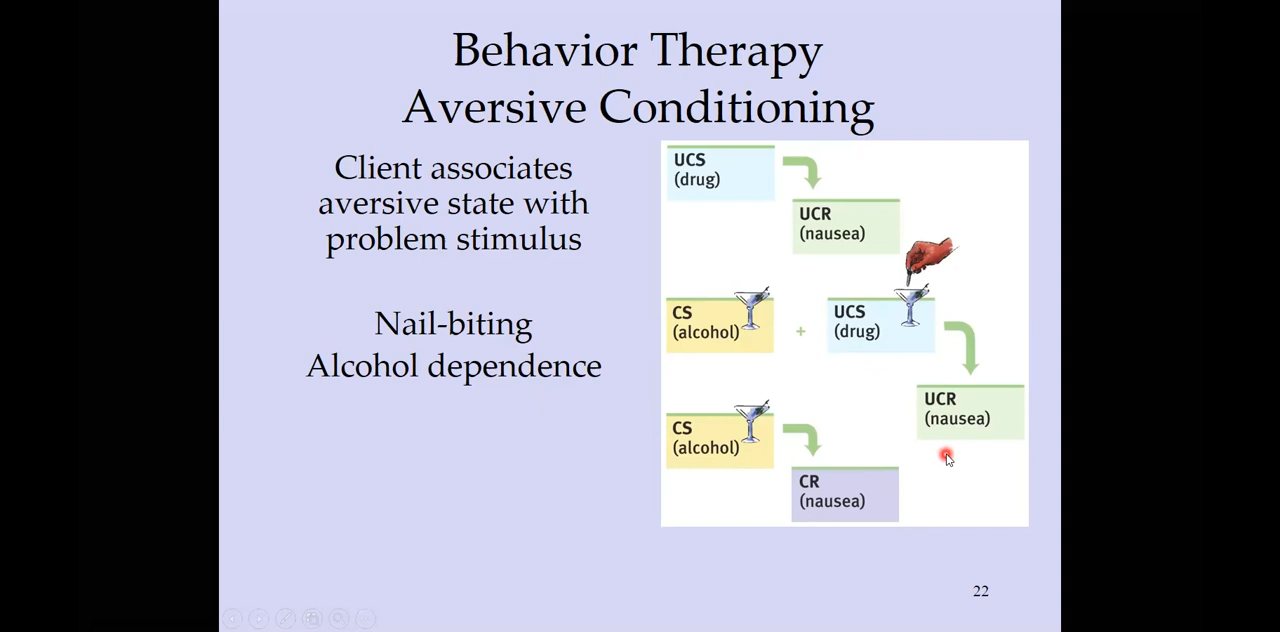 Behavior Therapy
Aversive Conditioning
Client associates
aversive state with
problem stimulus
Nail-biting
Alcohol dependence
UCS
(drug)
UCR
(nausea)
CS
(alcohol)
+
UCS
(drug)
UCR
(nausea)
CS
(alcohol)
CR
(nausea)
22